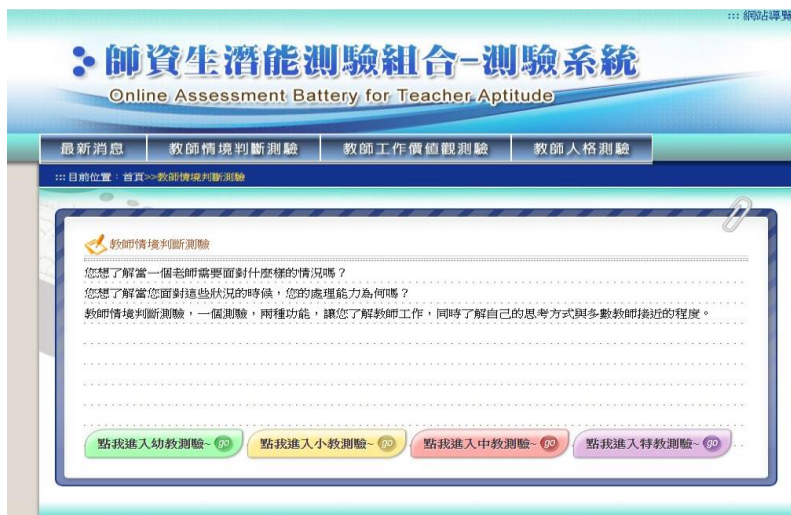 ::: 網站導覽
師資生潛能測驗組合-測驗系統
Online Assessment Battery for Teacher Aptitude
最新消息 教師情境判斷測驗 教師工作價值觀測驗 教師人格測驗
:::目前位置：首頁>>教師情境判斷測驗
教師情境判斷測驗
您想了解當一個老師需要面對什麼樣的情況嗎？
您想了解當您面對這些狀況的時候，您的處理能力為何嗎？
教師情境判斷測驗，一個測驗，兩種功能，讓您了解教師工作，同時了解自己的思考方式與多數教師接近的程度。
點我進入幼教測驗~ go 點我進入小教測驗~ go 點我進入中教測驗~ go 點我進入特教測驗~ go